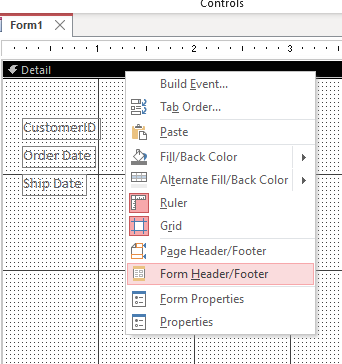 Controls
Form1
1 2 3
Detail
CustomerID
Order Date
Ship Date
Build Event...
Tab Order...
Paste
Fill/Back Color
Alternate Fill/Back Color
Ruler
Grid
Page Header/Footer
Form Header/Footer
Form Properties
Properties